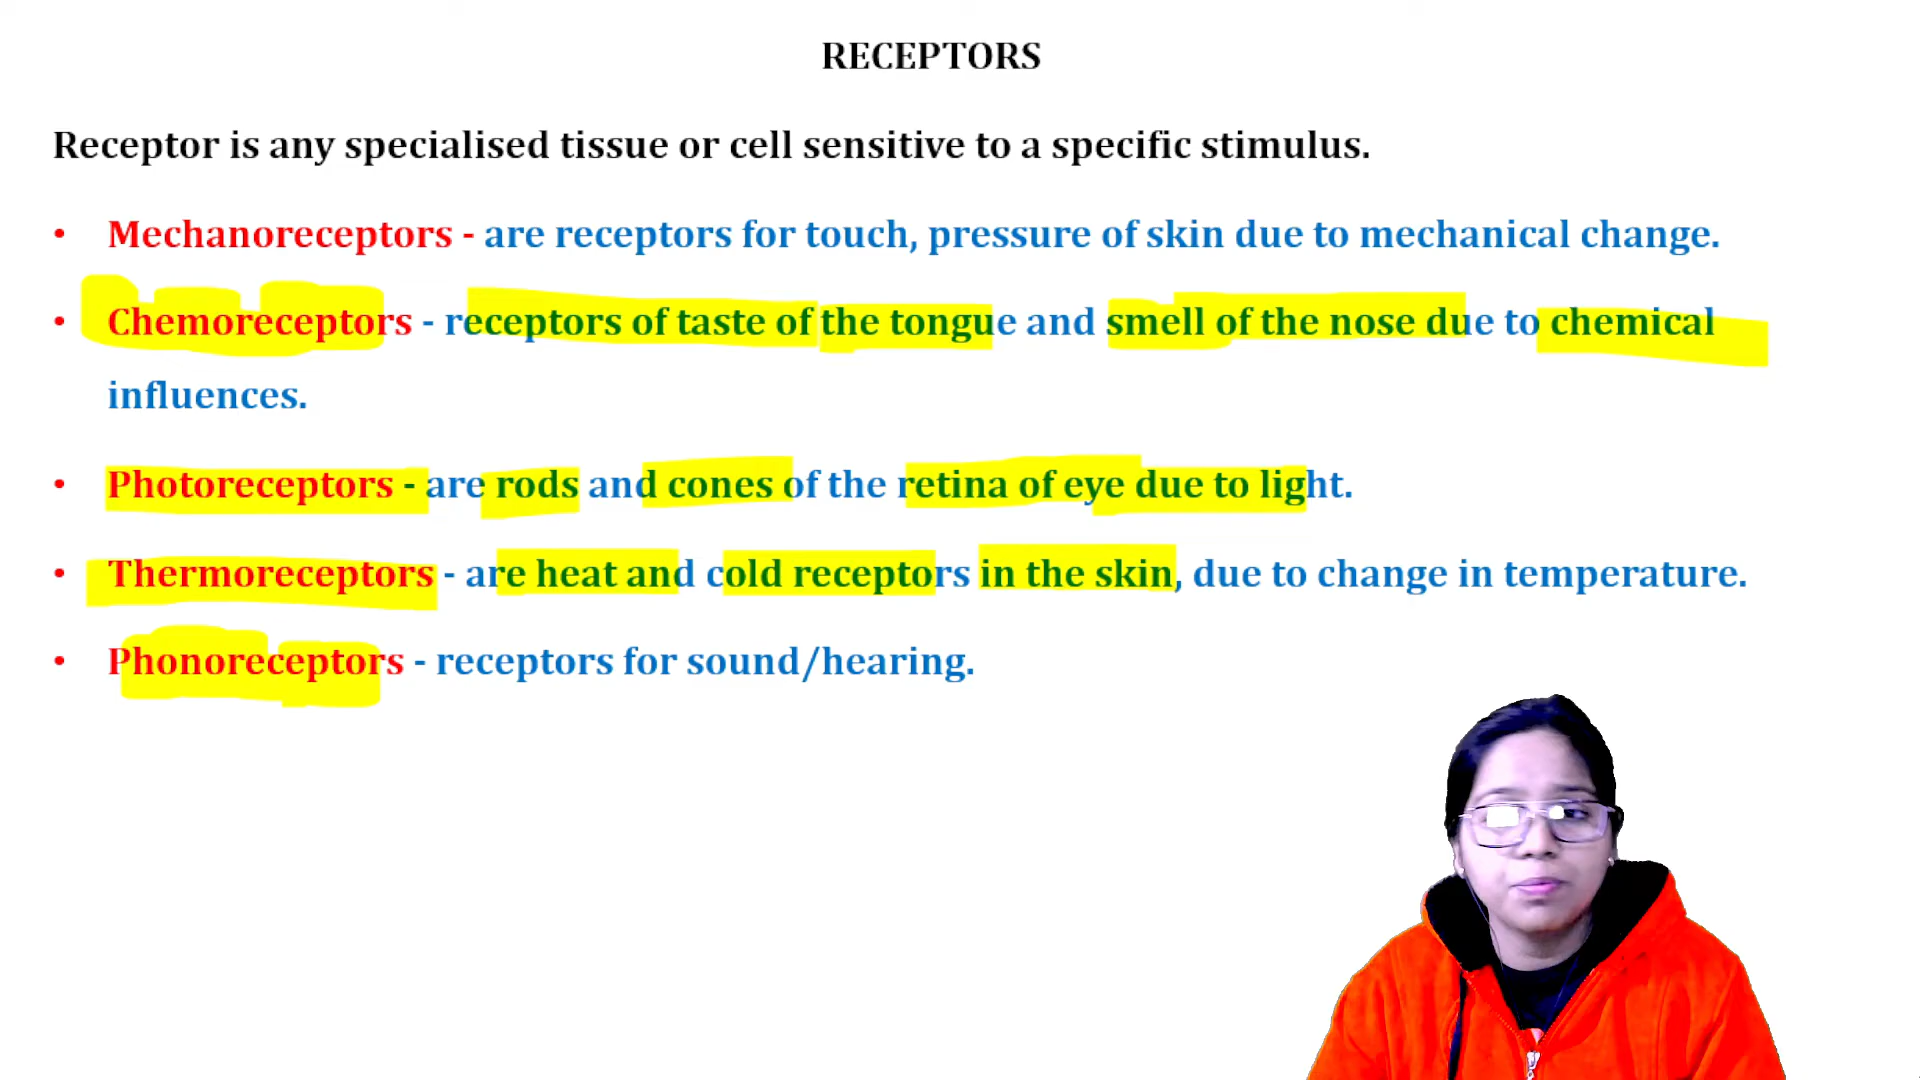 RECEPTORS
Receptor is any specialised tissue or cell sensitive to a specific stimulus.
• Mechanoreceptors - are receptors for touch, pressure of skin due to mechanical change.
• Chemoreceptors - receptors of taste of the tongue and smell of the nose due to chemical
influences.
• Photoreceptors - are rods and cones of the retina of eye due to light.
• Thermoreceptors - are heat and cold receptors in the skin, due to change in temperature.
• Phonoreceptors - receptors for sound/hearing.